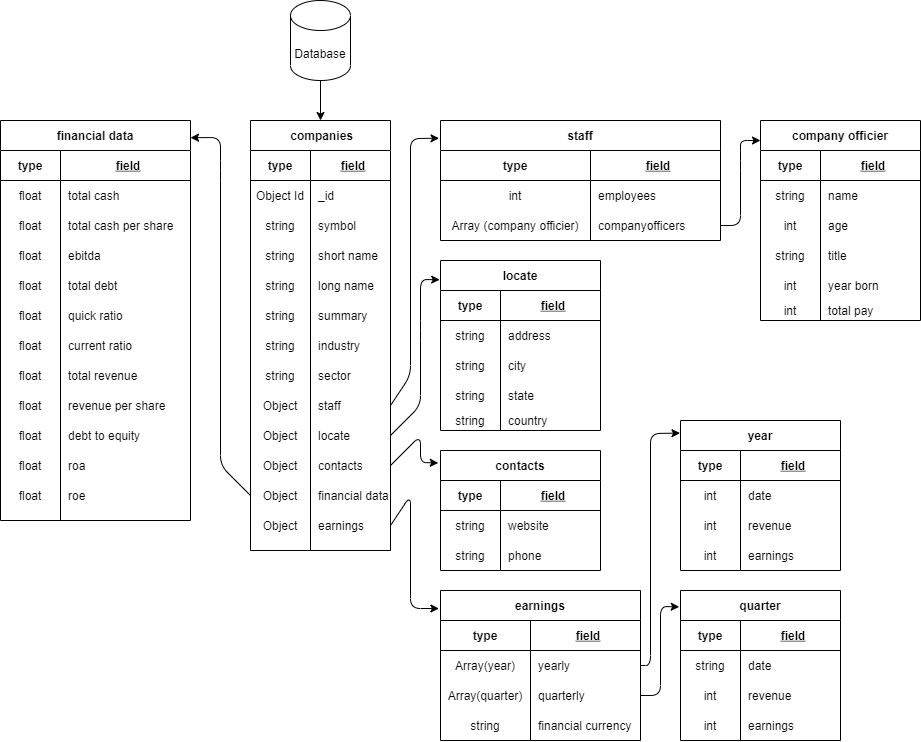 Database
financial data
type field
float total cash
float total cash per share
float ebitda
float total debt
float quick ratio
float current ratio
float total revenue
float revenue per share
float debt to equity
float roa
float roe
companies
type field
Object Id _id
string symbol
string short name
string long name
string summary
string industry
string sector
Object staff
Object locate
Object contacts
Object financial data
Object earnings
staff
type field
int employees
Array (company officier) companyofficers
company officier
type field
string name
int age
string title
int year born
int total pay
locate
type field
string address
string city
string state
string country
contacts
type field
string website
string phone
earnings
type field
Array(year) yearly
Array(quarter) quarterly
string financial currency
year
type field
int date
int revenue
int earnings
quarter
type field
string date
int revenue
int earnings